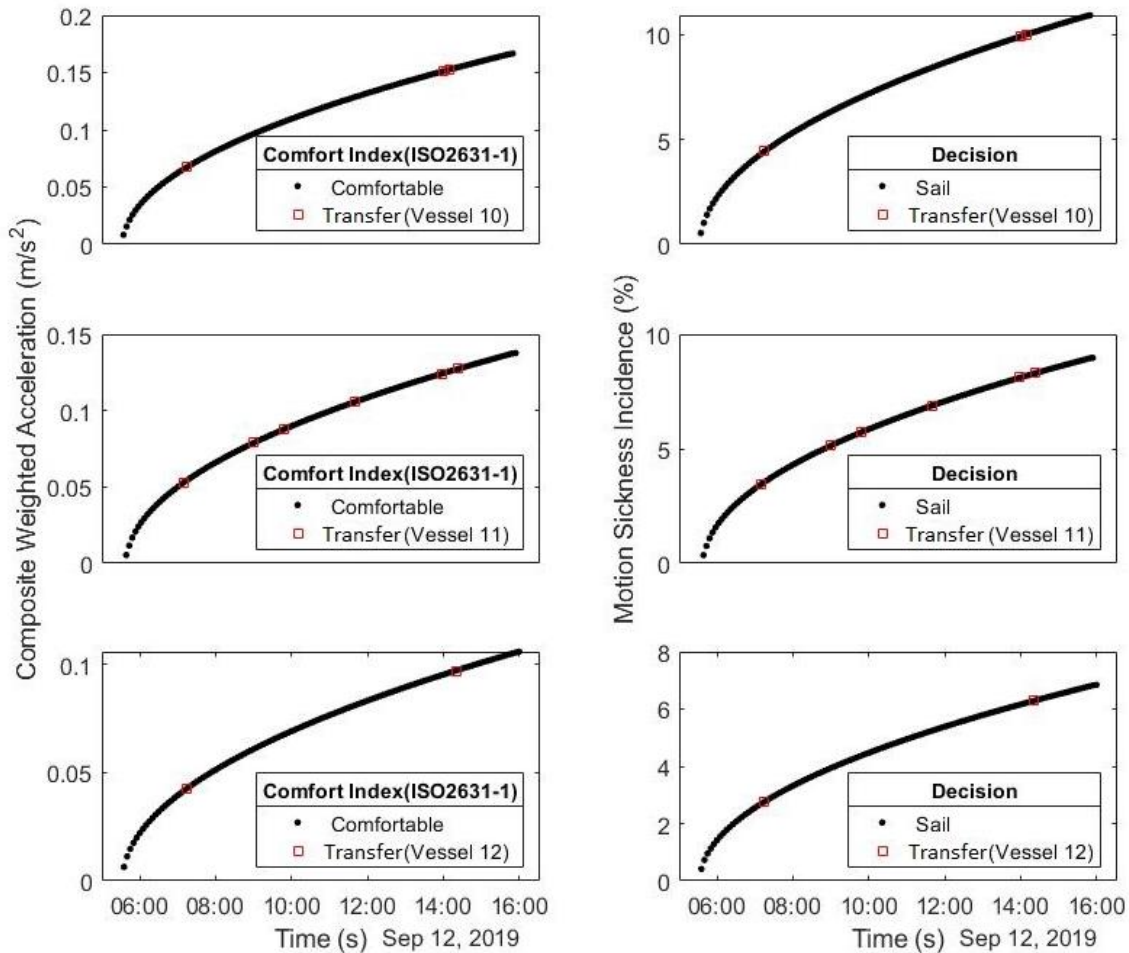 Composite Weighted Acceleration (m/s²)
0.2
0.15
0.1
0.05
0
Comfort Index(ISO2631-1)
Comfortable
Transfer(Vessel 10)
0.15
0.1
0.05
0
Comfort Index(ISO2631-1)
Comfortable
Transfer(Vessel 11)
0.1
0.05
0
Comfort Index(ISO2631-1)
Comfortable
Transfer(Vessel 12)
06:00 08:00 10:00 12:00 14:00 16:00
Time (s) Sep 12, 2019
Motion Sickness Incidence (%)
10
5
0
Decision
Sail
Transfer(Vessel 10)
10
5
0
Decision
Sail
Transfer(Vessel 11)
8
6
4
2
0
Decision
Sail
Transfer(Vessel 12)
06:00 08:00 10:00 12:00 14:00 16:00
Time (s) Sep 12, 2019